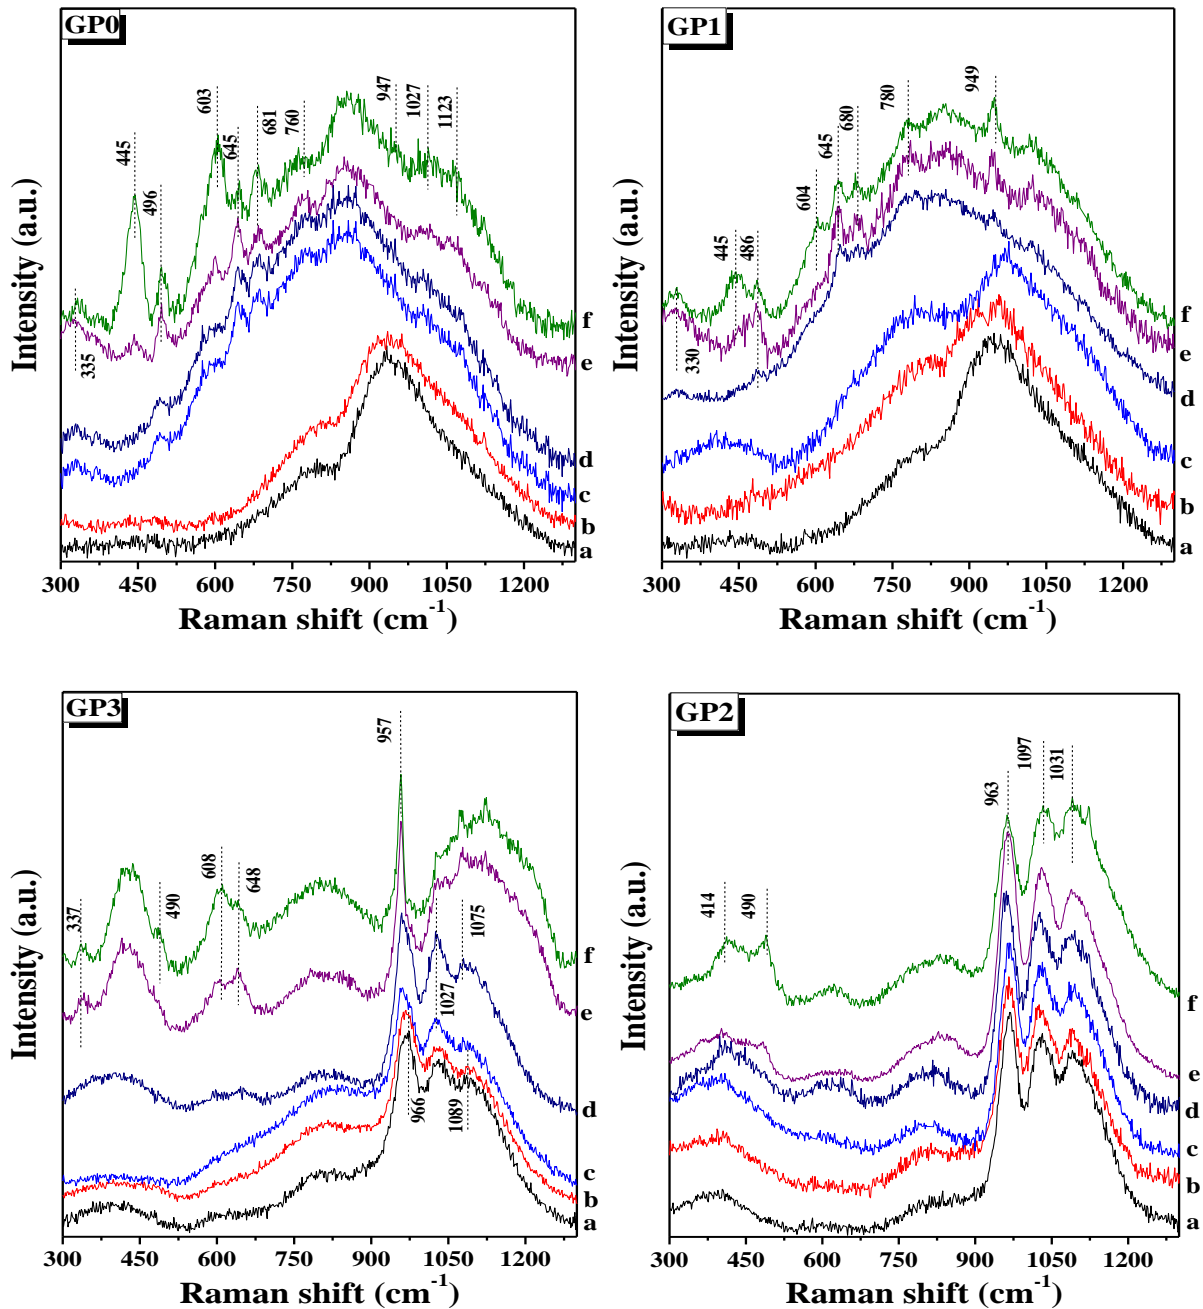 GP0
603
947
1027
1123
445
496
645
681
760
335
f
e
d
c
b
a
Intensity (a.u.)
300 450 600 750 900 1050 1200
Raman shift (cm⁻¹)
GP1
780
949
645
680
604
445
486
330
f
e
d
c
b
a
Intensity (a.u.)
300 450 600 750 900 1050 1200
Raman shift (cm⁻¹)
GP3
957
608
648
337
490
1075
1027
966
1089
f
e
d
c
b
a
Intensity (a.u.)
300 450 600 750 900 1050 1200
Raman shift (cm⁻¹)
GP2
1097
1031
963
414
490
f
e
d
c
b
a
Intensity (a.u.)
300 450 600 750 900 1050 1200
Raman shift (cm⁻¹)